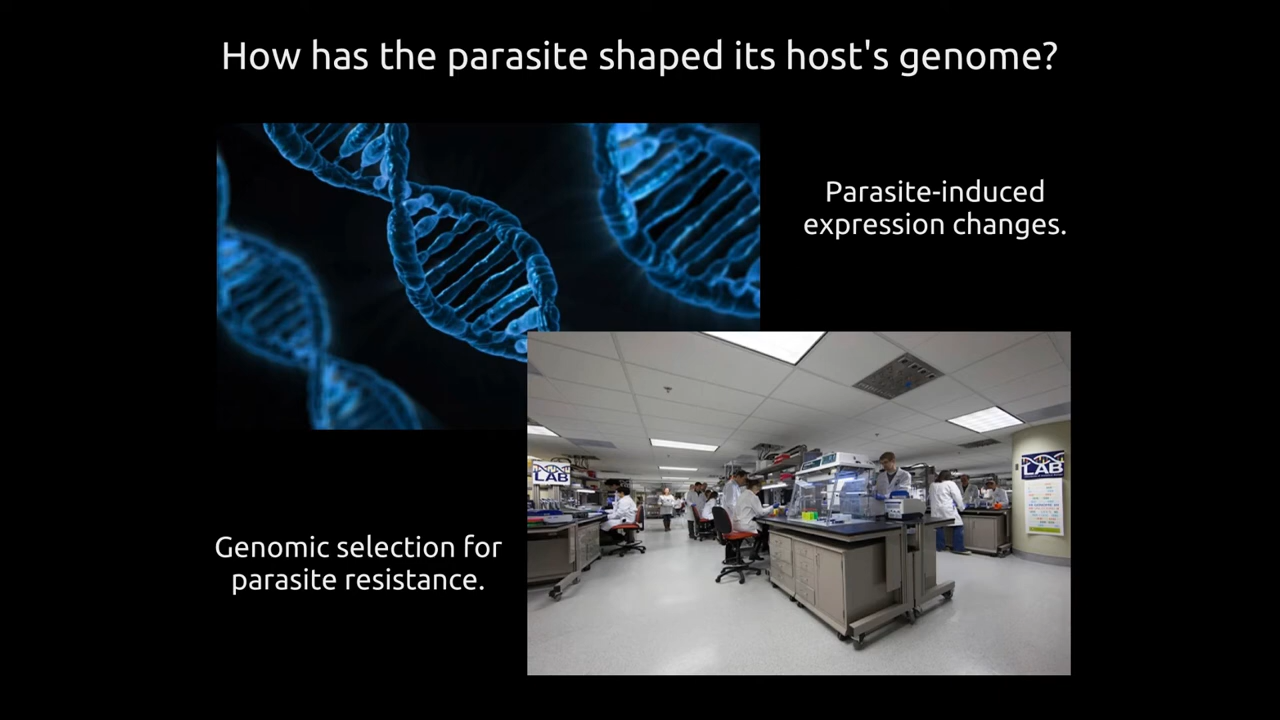 How has the parasite shaped its host's genome?
Parasite-induced
expression changes.
LAB
LAB
Genomic selection for
parasite resistance.